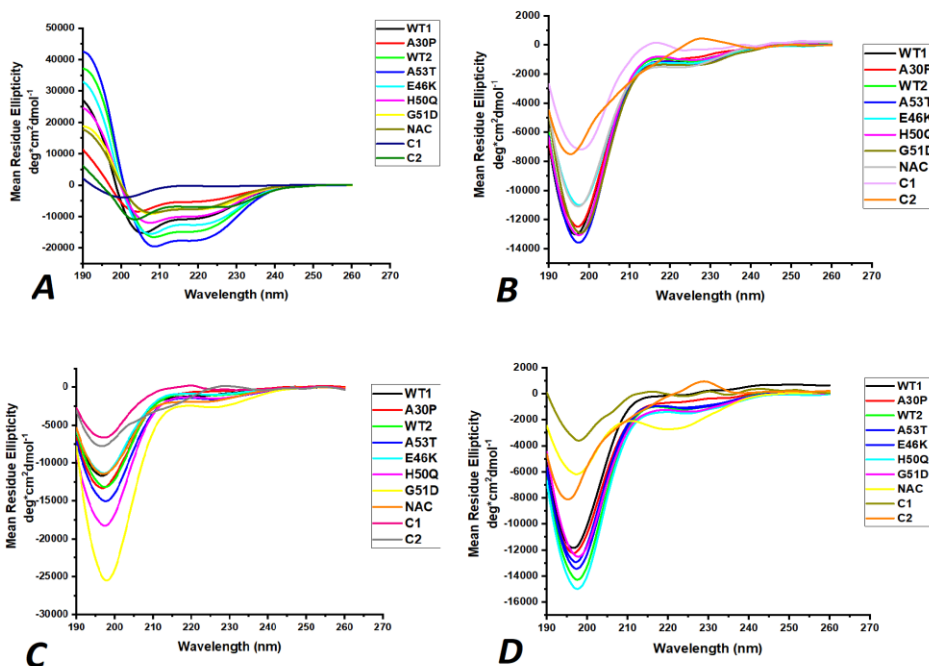 50000
40000
30000
20000
10000
0
10000
20000
190 200 210 220 230 240 250 260 270
Wavelength (nm)
Mean Residue Ellipticity
deg*cm²dmol⁻¹
WT1
A30P
WT2
A53T
E46K
H50Q
G51D
NAC
C1
C2
A
2000
0
-2000
-4000
-6000
-8000
-10000
-12000
-14000
190 200 210 220 230 240 250 260 270
Wavelength (nm)
Mean Residue Ellipticity
deg*cm²dmol⁻¹
WT1
A30P
WT2
A53T
E46K
H50Q
G51D
NAC
C1
C2
B
0
-5000
-10000
-15000
-20000
-25000
-30000
190 200 210 220 230 240 250 260 270
Wavelength (nm)
Mean Residue Ellipticity
deg*cm²dmol⁻¹
WT1
A30P
WT2
A53T
E46K
H50Q
G51D
NAC
C1
C2
C
2000
0
-2000
-4000
-6000
-8000
-10000
-12000
-14000
-16000
190 200 210 220 230 240 250 260 270
Wavelength (nm)
Mean Residue Ellipticity
deg*cm²dmol⁻¹
WT1
A30P
WT2
A53T
E46K
H50Q
G51D
NAC
C1
C2
D